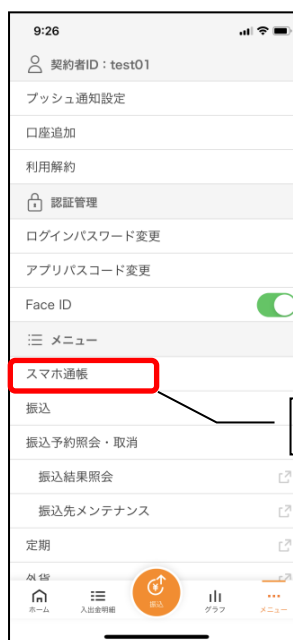 9:26
契約者ID：test01
プッシュ通知設定
口座追加
利用解約
認証管理
ログインパスワード変更
アプリパスコード変更
Face ID
メニュー
スマホ通帳
振込
振込予約照会・取消
振込結果照会
振込先メンテナンス
定期
外貨
ホーム
入出金明細
振込
グラフ
メニュー